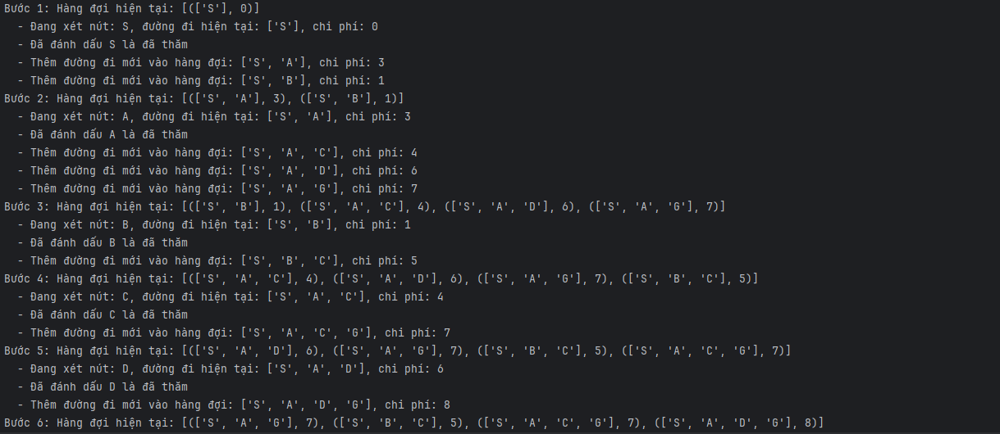 Bước 1: Hàng đợi hiện tại: [(['S'], 0)]
  - Đang xét nút: S, đường đi hiện tại: ['S'], chi phí: 0
  - Đã đánh dấu S là đã thăm
  - Thêm đường đi mới vào hàng đợi: ['S', 'A'], chi phí: 3
  - Thêm đường đi mới vào hàng đợi: ['S', 'B'], chi phí: 1
Bước 2: Hàng đợi hiện tại: [(['S', 'A'], 3), (['S', 'B'], 1)]
  - Đang xét nút: A, đường đi hiện tại: ['S', 'A'], chi phí: 3
  - Đã đánh dấu A là đã thăm
  - Thêm đường đi mới vào hàng đợi: ['S', 'A', 'C'], chi phí: 4
  - Thêm đường đi mới vào hàng đợi: ['S', 'A', 'D'], chi phí: 6
  - Thêm đường đi mới vào hàng đợi: ['S', 'A', 'G'], chi phí: 7
Bước 3: Hàng đợi hiện tại: [(['S', 'B'], 1), (['S', 'A', 'C'], 4), (['S', 'A', 'D'], 6), (['S', 'A', 'G'], 7)]
  - Đang xét nút: B, đường đi hiện tại: ['S', 'B'], chi phí: 1
  - Đã đánh dấu B là đã thăm
  - Thêm đường đi mới vào hàng đợi: ['S', 'B', 'C'], chi phí: 5
Bước 4: Hàng đợi hiện tại: [(['S', 'A', 'C'], 4), (['S', 'A', 'D'], 6), (['S', 'A', 'G'], 7), (['S', 'B', 'C'], 5)]
  - Đang xét nút: C, đường đi hiện tại: ['S', 'A', 'C'], chi phí: 4
  - Đã đánh dấu C là đã thăm
  - Thêm đường đi mới vào hàng đợi: ['S', 'A', 'C', 'G'], chi phí: 7
Bước 5: Hàng đợi hiện tại: [(['S', 'A', 'D'], 6), (['S', 'A', 'G'], 7), (['S', 'B', 'C'], 5), (['S', 'A', 'C', 'G'], 7)]
  - Đang xét nút: D, đường đi hiện tại: ['S', 'A', 'D'], chi phí: 6
  - Đã đánh dấu D là đã thăm
  - Thêm đường đi mới vào hàng đợi: ['S', 'A', 'D', 'G'], chi phí: 8
Bước 6: Hàng đợi hiện tại: [(['S', 'A', 'G'], 7), (['S', 'B', 'C'], 5), (['S', 'A', 'C', 'G'], 7), (['S', 'A', 'D', 'G'], 8)]